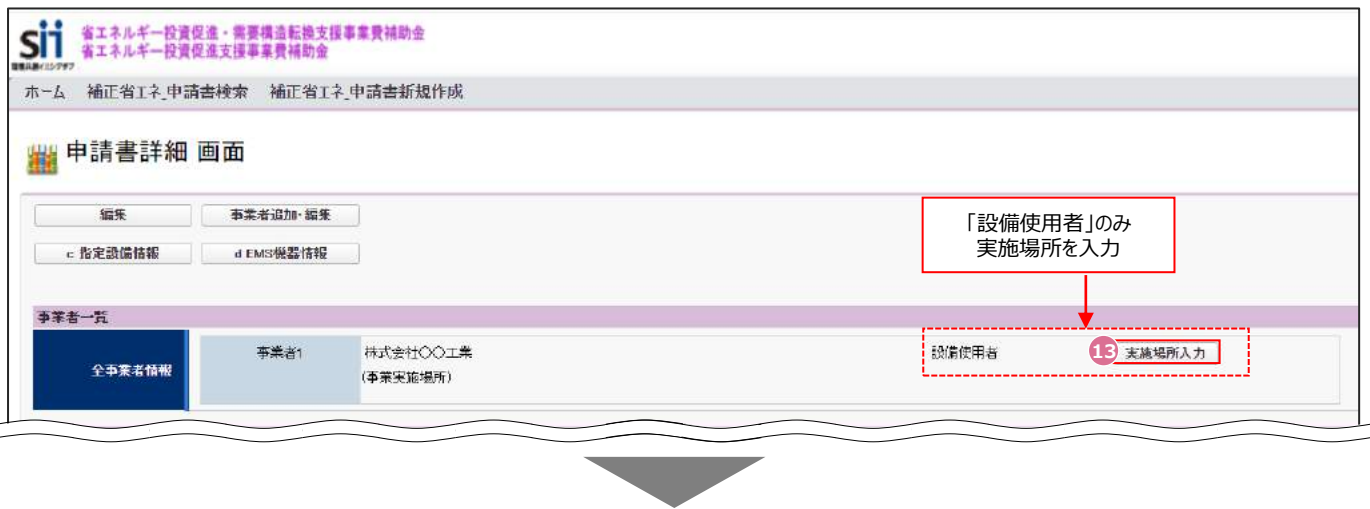 sii 省エネルギー投資促進・需要構造転換支援事業費補助金
省エネルギー投資促進支援事業費補助金
ホーム 補正省エネ_申請書検索 補正省エネ_申請書新規作成
申請書詳細 画面
編集 事業者追加・編集
c 指定設備情報 d EMS機器情報
「設備使用者」のみ
実施場所を入力
事業者一覧
全事業者情報 事業者1 株式会社〇〇工業 設備使用者 13 実施場所入力
(事業実施場所)